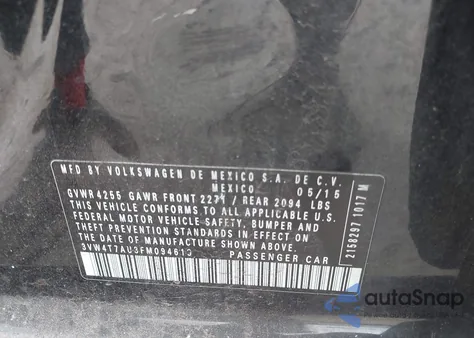 MFD BY VOLKSWAGEN DE MEXICO S.A. DE C.V.
MEXICO 05/15
GVWR 4255 GAWR FRONT 2271 / REAR 2094 LBS
THIS VEHICLE CONFORMS TO ALL APPLICABLE U.S.
FEDERAL MOTOR VEHICLE SAFETY, BUMPER AND
THEFT PREVENTION STANDARDS IN EFFECT ON
THE DATE OF MANUFACTURE SHOWN ABOVE.
3VW4T7AU3FM094613 PASSENGER CAR
2158297 1017 M
autoSnap